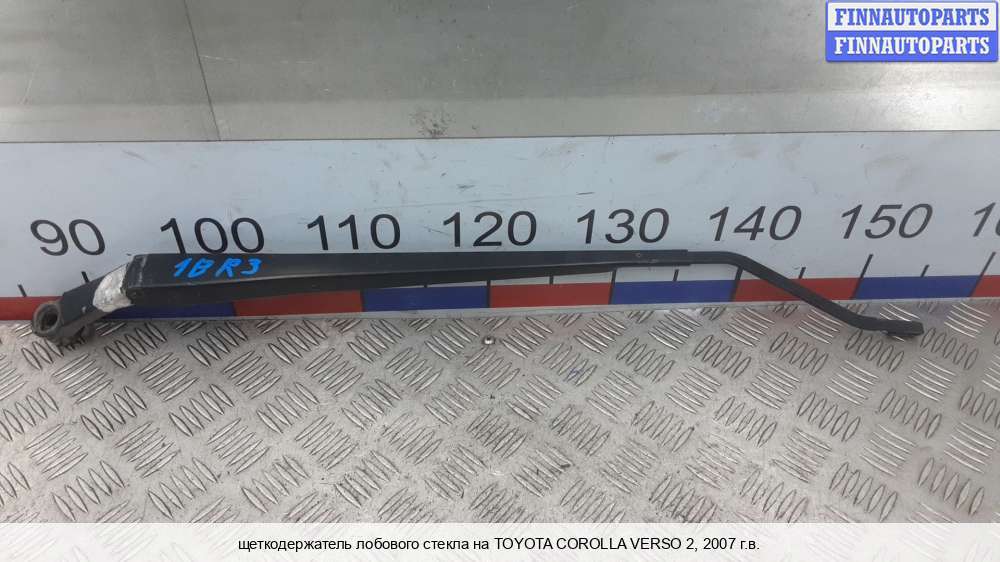 FINNAUTOPARTS
FINNAUTOPARTS
90 100 110 120 130 140 150
1BR3
щеткодержатель лобового стекла на TOYOTA COROLLA VERSO 2, 2007 г.в.